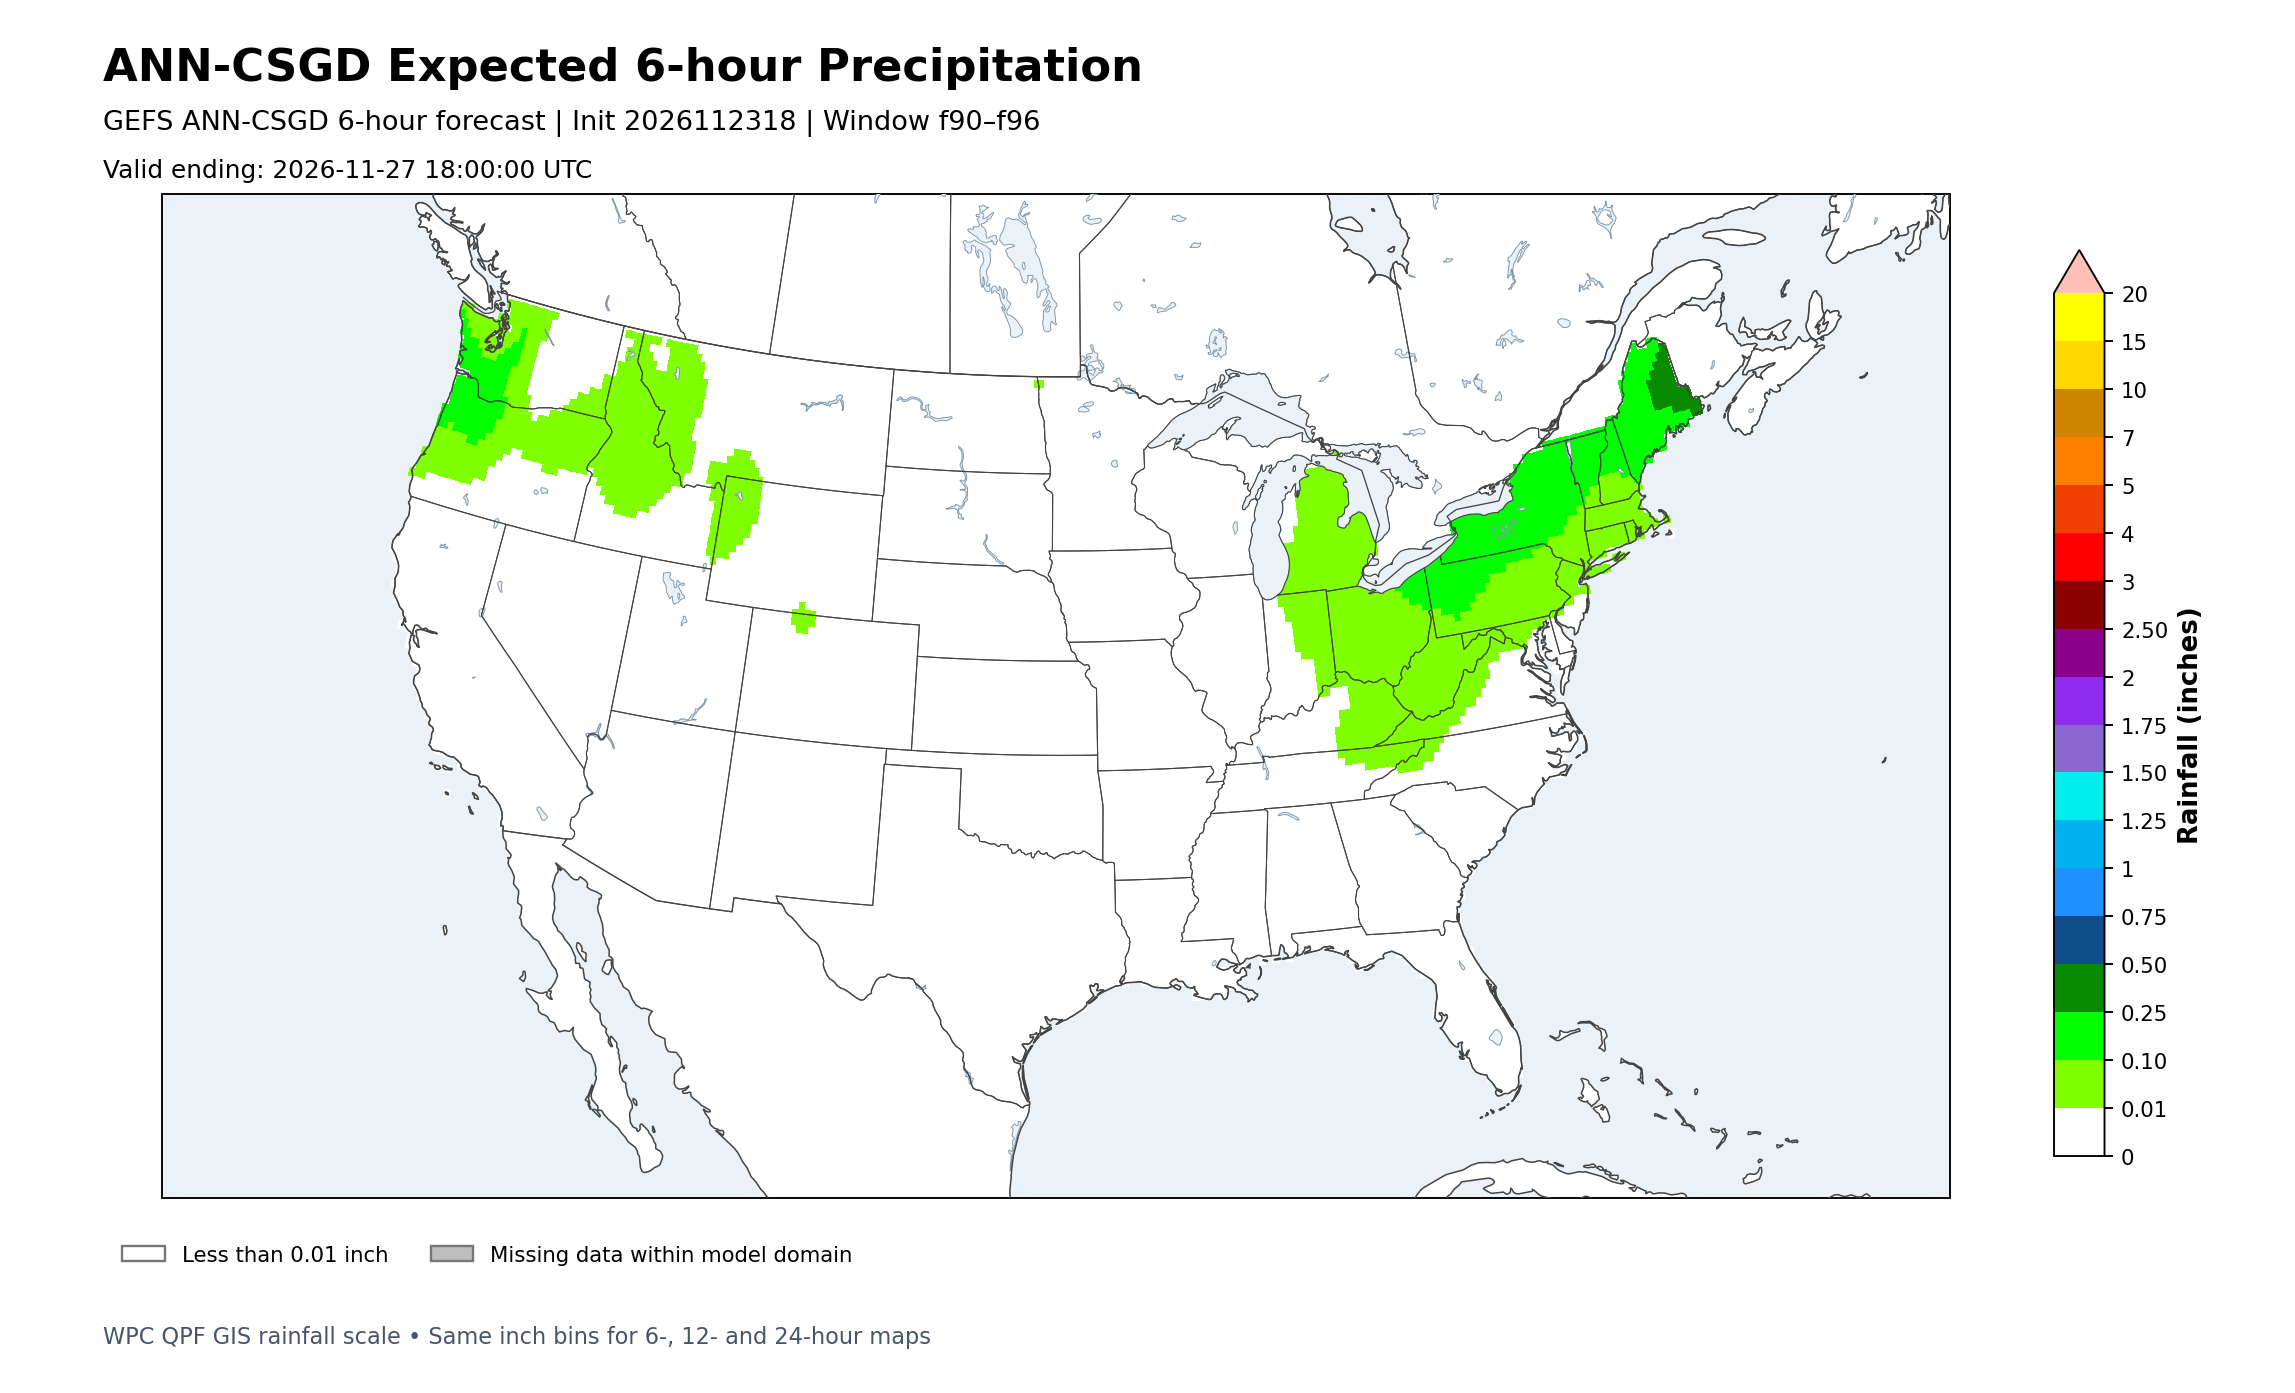 ANN-CSGD Expected 6-hour Precipitation
GEFS ANN-CSGD 6-hour forecast | Init 2026112318 | Window f90–f96
Valid ending: 2026-11-27 18:00:00 UTC
20
15
10
7
5
4
3
2.50
2
1.75
1.50
1.25
1
0.75
0.50
0.25
0.10
0.01
0
Rainfall (inches)
Less than 0.01 inch
Missing data within model domain
WPC QPF GIS rainfall scale • Same inch bins for 6-, 12- and 24-hour maps